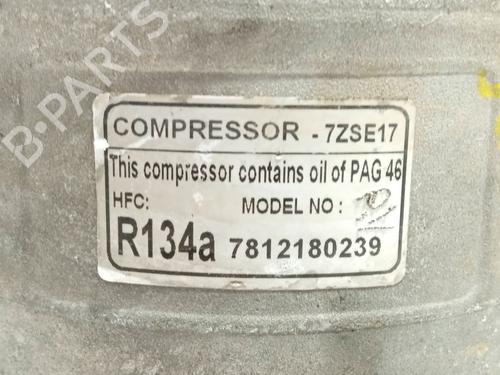 B-PARTS
COMPRESSOR - 7ZSE17
This compressor contains oil of PAG 46
HFC: MODEL NO :
R134a 7812180239